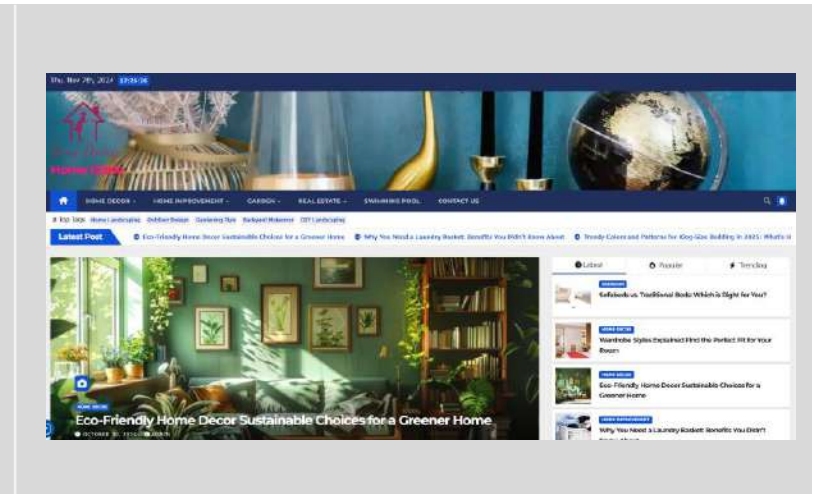 Thu. Nov 7th, 2024
# Top Tags Home Landscaping Outdoor Design Gardening Tips Backyard Makeover DIY Landscaping
HOME DECOR HOME IMPROVEMENT GARDEN REAL ESTATE SWIMMING POOL CONTACT US
Latest Post Eco-Friendly Home Decor Sustainable Choices for a Greener Home Why You Need a Laundry Basket: Benefits You Didn't Know About Trendy Colors and Patterns for King-Size Bedding in 2025: What's
Latest Popular Trending
Sofabeds vs. Traditional Beds: Which is Right for You?
HOME DECOR
Wardrobe Styles Explained Find the Perfect Fit for Your
Room
HOME DECOR
Eco-Friendly Home Decor Sustainable Choices for a
Greener Home
HOME IMPROVEMENT
Why You Need a Laundry Basket: Benefits You Didn't
Know About
HOME DECOR
Eco-Friendly Home Decor Sustainable Choices for a Greener Home
ADMIN